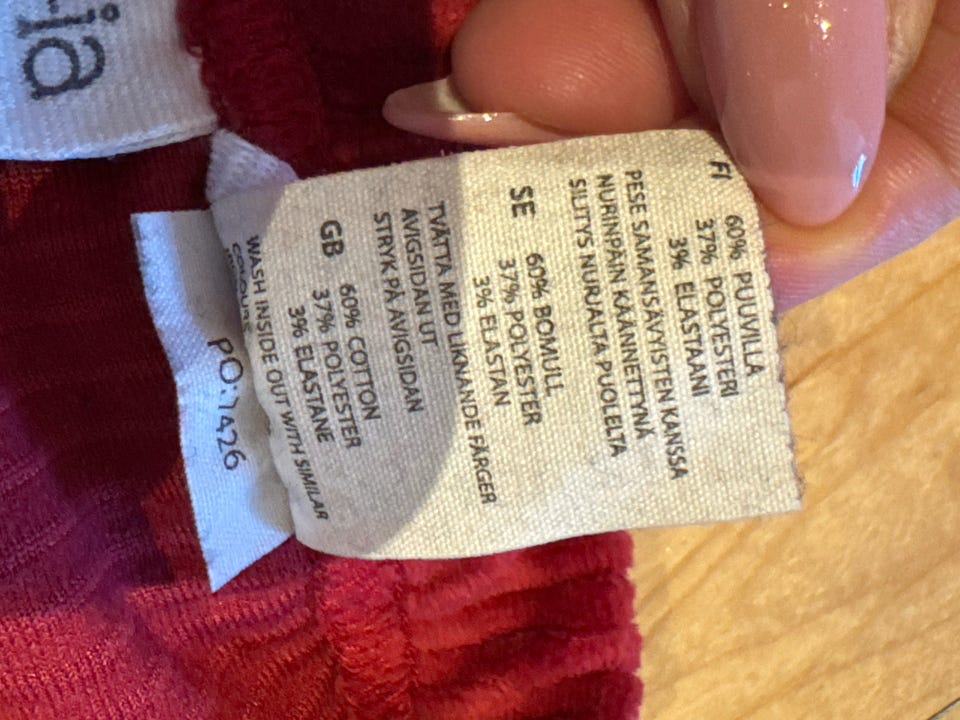 FI
60% PUUVILLA
37% POLYESTERI
3% ELASTAANI
PESE SAMANSÄVYISTEN KANSSA
NURINPÄIN KÄÄNNETTYNÄ
SILITYS NURJALTA PUOLELTA
SE
60% BOMULL
37% POLYESTER
3% ELASTAN
TVÄTTA MED LIKNANDE FÄRGER
AVIGSIDAN UT
STRYK PÅ AVIGSIDAN
GB
60% COTTON
37% POLYESTER
3% ELASTANE
WASH INSIDE OUT WITH SIMILAR
COLOURS
PO:1426
ia